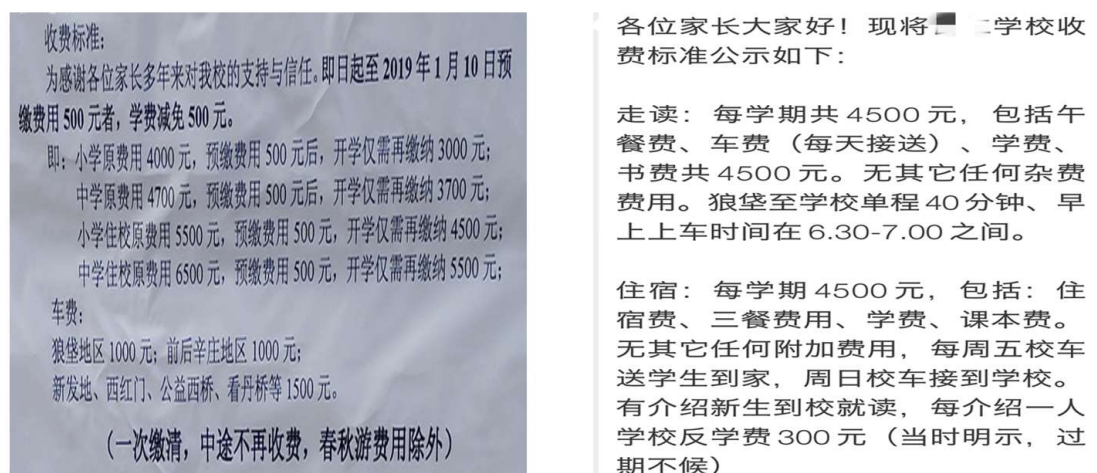 收费标准:
为感谢各位家长多年来对我校的支持与信任。即日起至2019年1月10日预
缴费用500元者，学费减免500元。
即：小学原费用4000元，预缴费用500元后，开学仅需再缴纳3000元；
中学原费用4700元，预缴费用500元后，开学仅需再缴纳3700元；
小学住校原费用5500元，预缴费用500元，开学仅需再缴纳4500元；
中学住校原费用6500元，预缴费用500元，开学仅需再缴纳5500元；
车费:
狼垡地区1000元；前后辛庄地区1000元；
新发地、西红门、公益西桥、看丹桥等1500元。
（一次缴清，中途不再收费，春秋游费用除外）
各位家长大家好！现将
学校收
费标准公示如下：
走读：每学期共4500元，包括午
餐费、车费（每天接送）、学费、
书费共4500元。无其它任何杂费
费用。狼垡至学校单程40分钟、早
上上车时间在6.30-7.00之间。
住宿：每学期4500元，包括：住
宿费、三餐费用、学费、课本费。
无其它任何附加费用，每周五校车
送学生到家，周日校车接到学校。
有介绍新生到校就读，每介绍一人
学校反学费300元（当时明示，过
期不候）